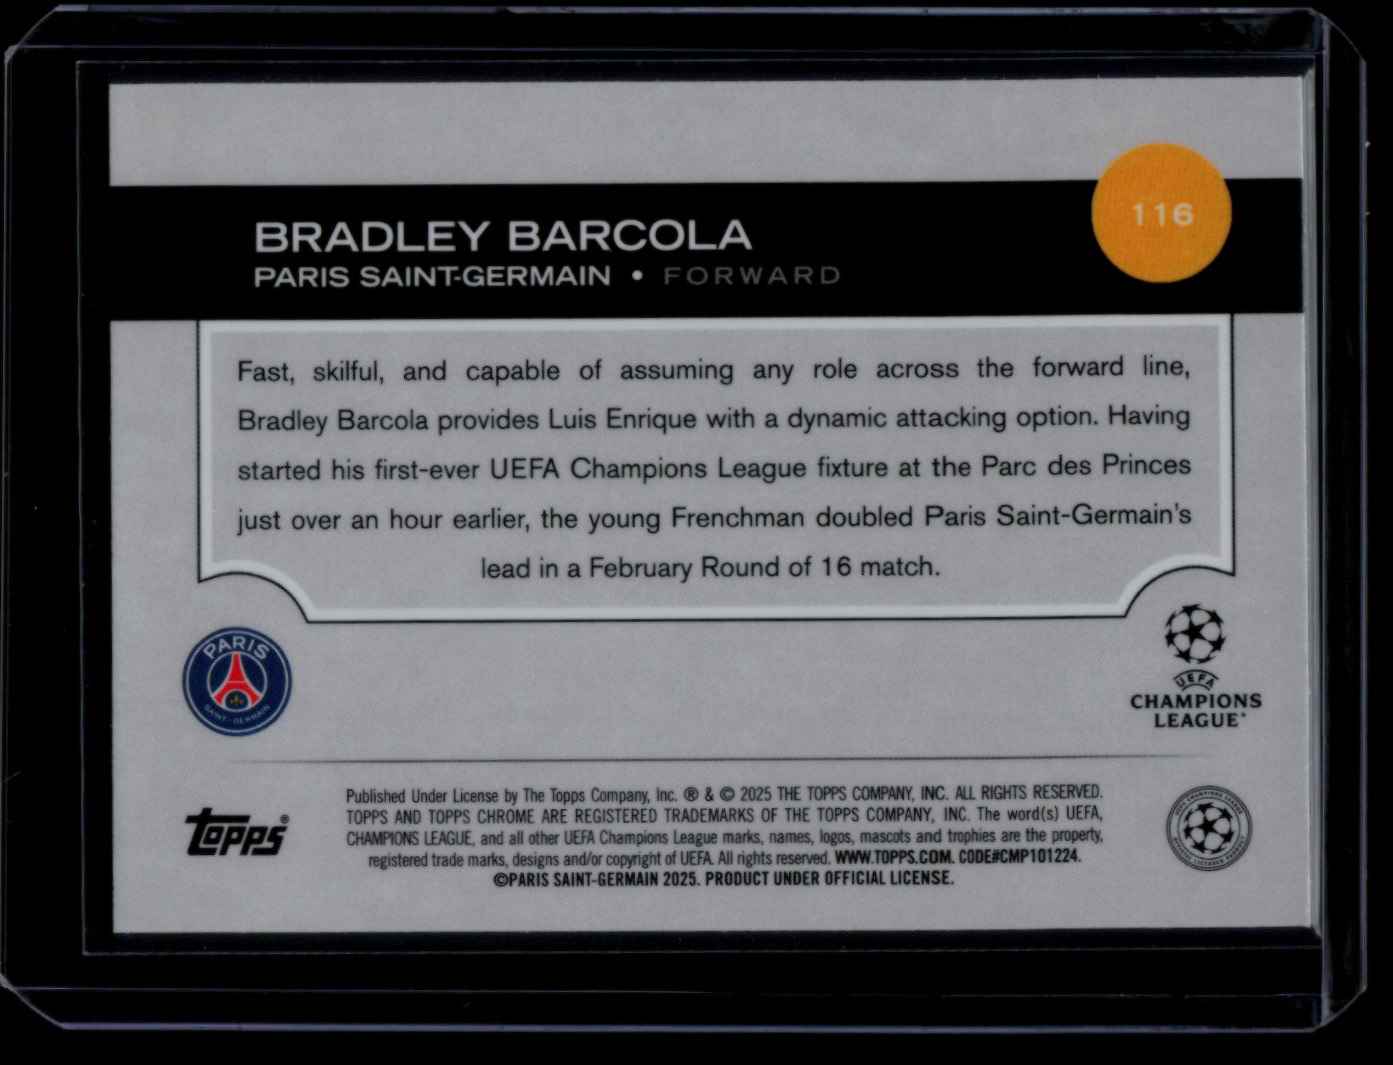 116
BRADLEY BARCOLA
PARIS SAINT-GERMAIN • FORWARD
Fast, skilful, and capable of assuming any role across the forward line,
Bradley Barcola provides Luis Enrique with a dynamic attacking option. Having
started his first-ever UEFA Champions League fixture at the Parc des Princes
just over an hour earlier, the young Frenchman doubled Paris Saint-Germain's
lead in a February Round of 16 match.
PARIS
SAINT-GERMAIN
UEFA
CHAMPIONS
LEAGUE®
topps®
Published Under License by The Topps Company, Inc. ® & © 2025 THE TOPPS COMPANY, INC. ALL RIGHTS RESERVED.
TOPPS AND TOPPS CHROME ARE REGISTERED TRADEMARKS OF THE TOPPS COMPANY, INC. The word(s) UEFA,
CHAMPIONS LEAGUE, and all other UEFA Champions League marks, names, logos, mascots and trophies are the property,
registered trade marks, designs and/or copyright of UEFA. All rights reserved. WWW.TOPPS.COM. CODE#CMP101224.
©PARIS SAINT-GERMAIN 2025. PRODUCT UNDER OFFICIAL LICENSE.